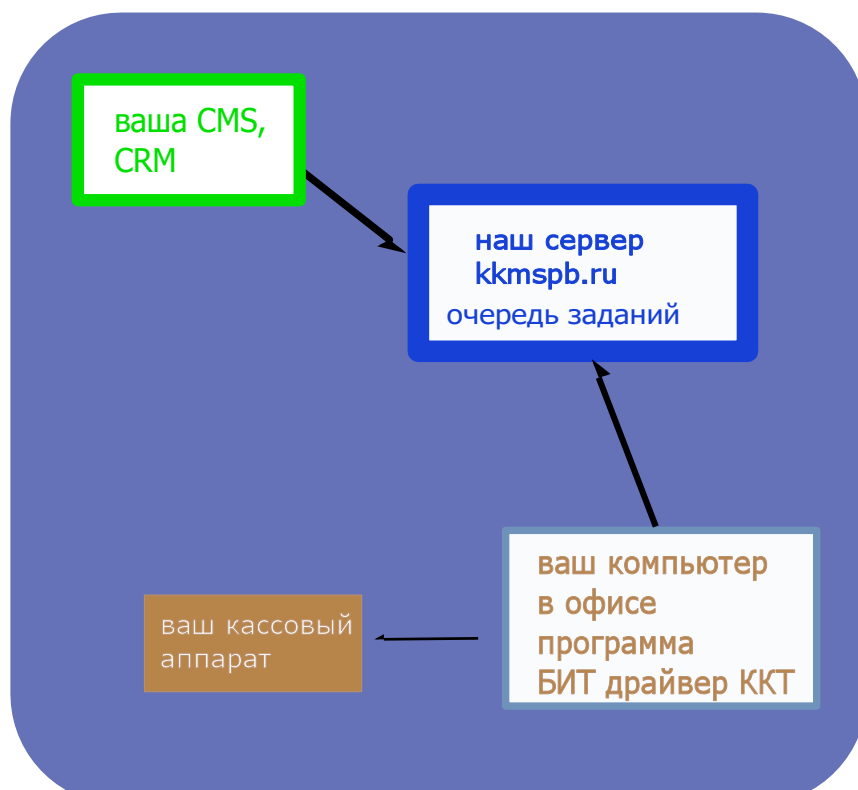 ваша CMS,
CRM
наш сервер
kkmspb.ru
очередь заданий
ваш компьютер
в офисе
программа
БИТ драйвер ККТ
ваш кассовый
аппарат